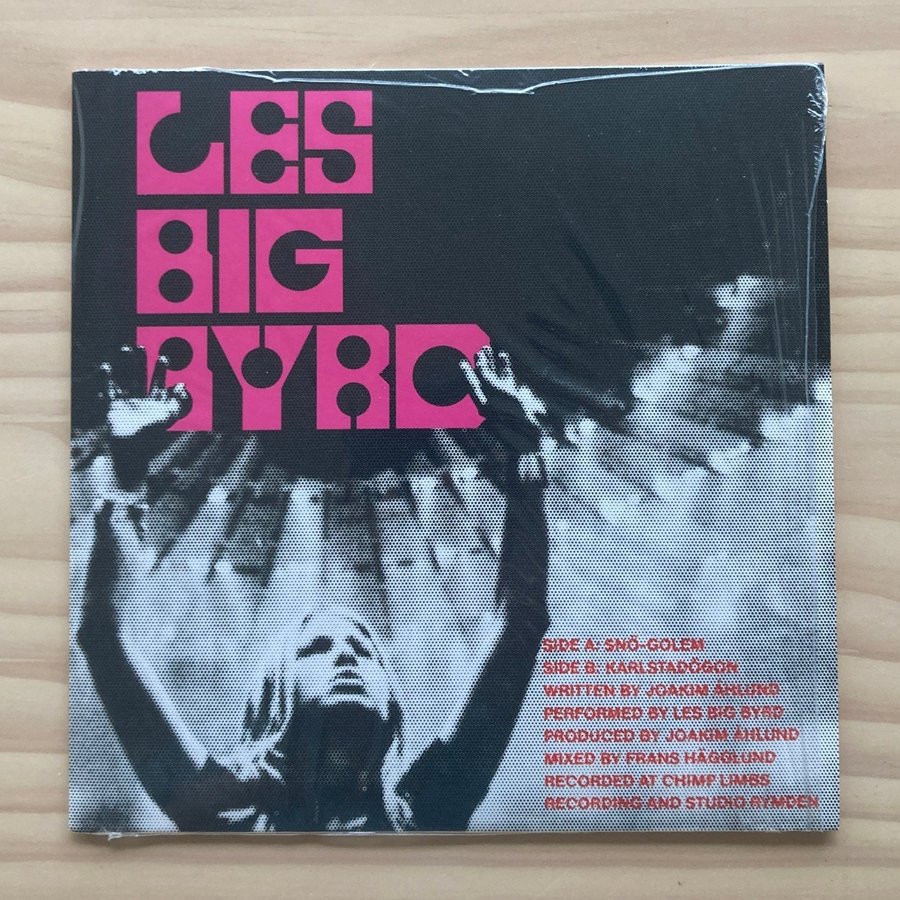 LES
BIG
BYRD
SIDE A: SNÖ-GOLEM
SIDE B: KARLSTADÖGON
WRITTEN BY JOAKIM ÅHLUND
PERFORMED BY LES BIG BYRD
PRODUCED BY JOAKIM ÅHLUND
MIXED BY FRANS HÄGGLUND
RECORDED AT CHIMP LIMBS
RECORDING AND STUDIO RYMDEN